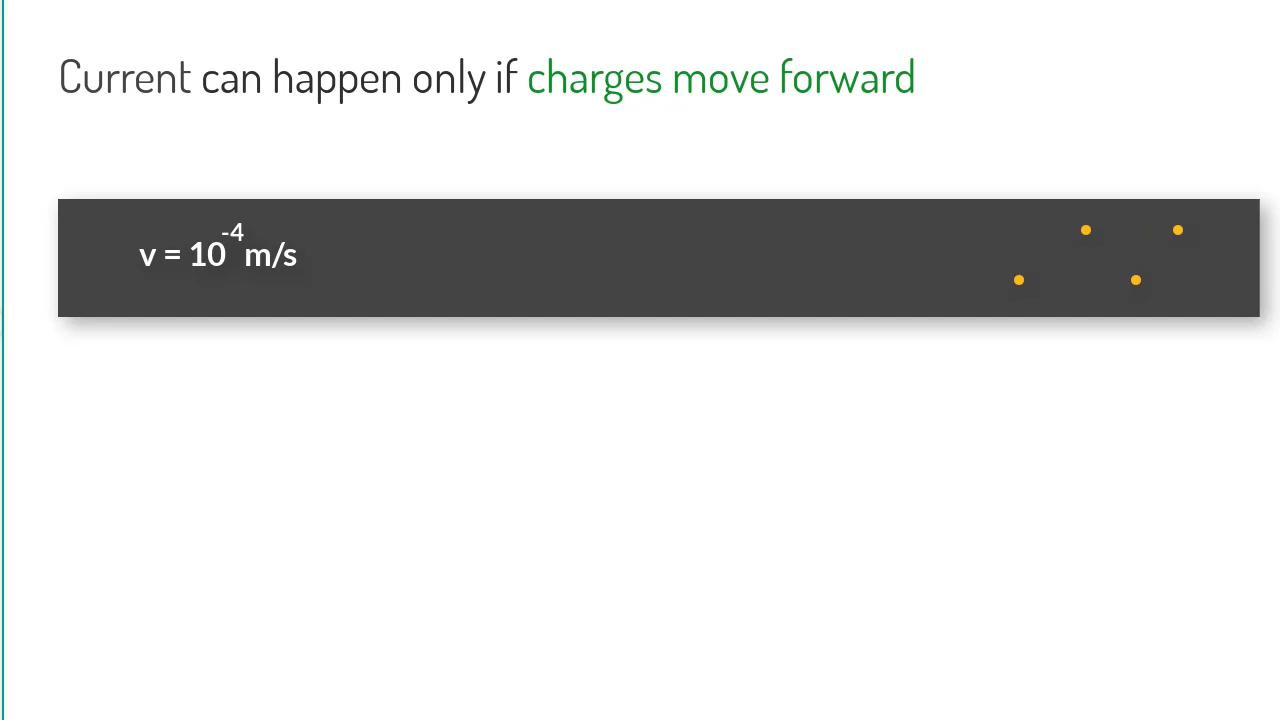 Current can happen only if charges move forward
v = 10⁻⁴ m/s